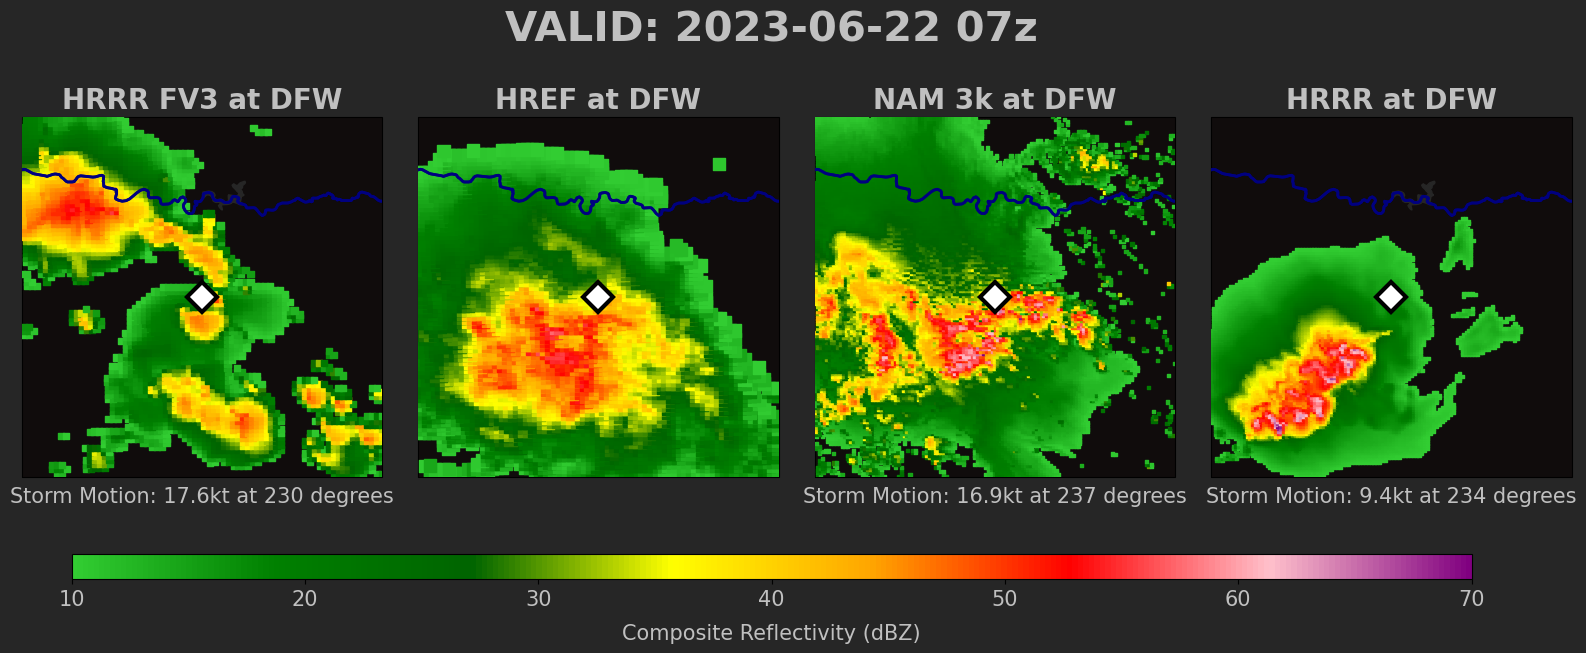 VALID: 2023-06-22 07z
HRRR FV3 at DFW
HREF at DFW
NAM 3k at DFW
HRRR at DFW
Storm Motion: 17.6kt at 230 degrees
Storm Motion: 16.9kt at 237 degrees
Storm Motion: 9.4kt at 234 degrees
10 20 30 40 50 60 70
Composite Reflectivity (dBZ)